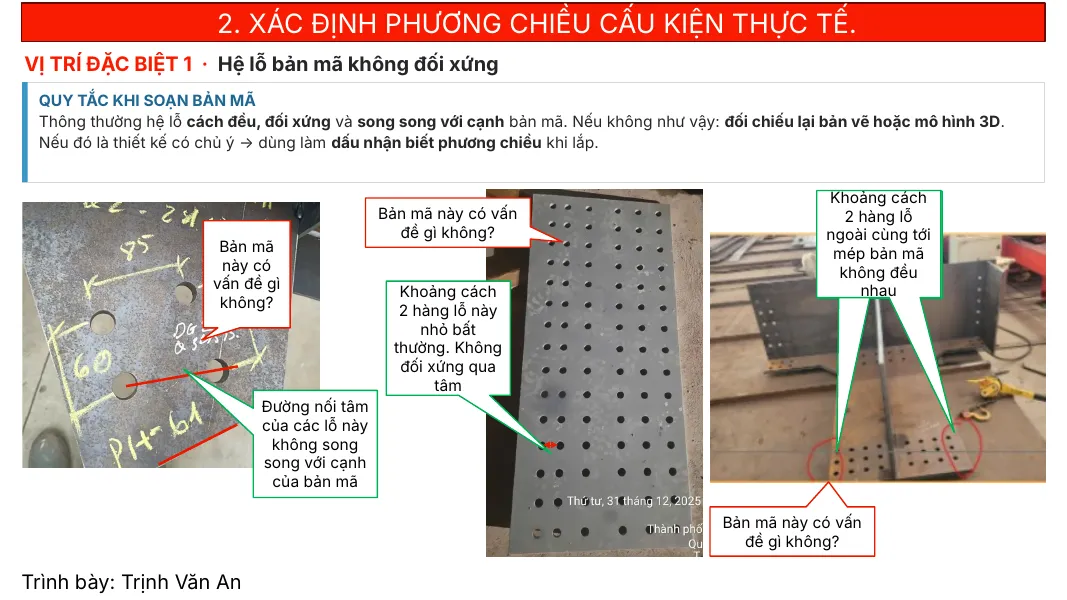 2. XÁC ĐỊNH PHƯƠNG CHIỀU CẤU KIỆN THỰC TẾ.
VỊ TRÍ ĐẶC BIỆT 1 · Hệ lỗ bản mã không đối xứng
QUY TẮC KHI SOẠN BẢN MÃ
Thông thường hệ lỗ cách đều, đối xứng và song song với cạnh bản mã. Nếu không như vậy: đối chiếu lại bản vẽ hoặc mô hình 3D.
Nếu đó là thiết kế có chủ ý → dùng làm dấu nhận biết phương chiều khi lắp.
85
60
PH-61
Bản mã
này có
vấn đề gì
không?
Đường nối tâm
của các lỗ này
không song
song với cạnh
của bản mã
Bản mã này có vấn
đề gì không?
Khoảng cách
2 hàng lỗ này
nhỏ bất
thường. Không
đối xứng qua
tâm
Thứ tư, 31 tháng 12, 2025
Thành phố
Qu
T
Khoảng cách
2 hàng lỗ
ngoài cùng tới
mép bản mã
không đều
nhau
Bản mã này có vấn
đề gì không?
Trình bày: Trịnh Văn An